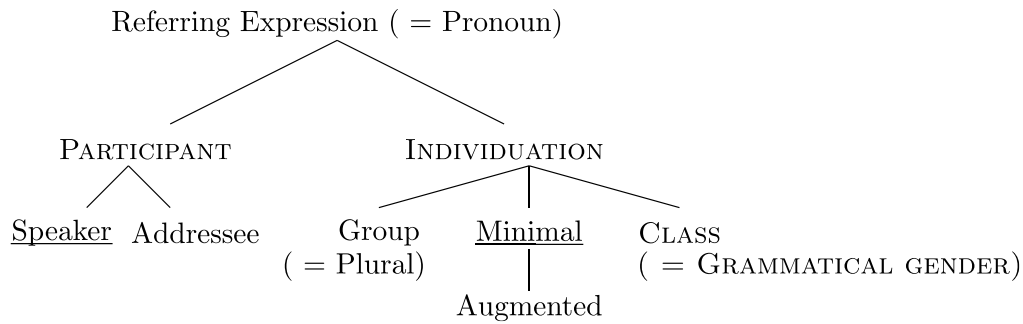 Referring Expression ( = Pronoun)
PARTICIPANT INDIVIDUATION
Speaker Addressee Group Minimal CLASS
( = Plural) ( = GRAMMATICAL GENDER)
Augmented